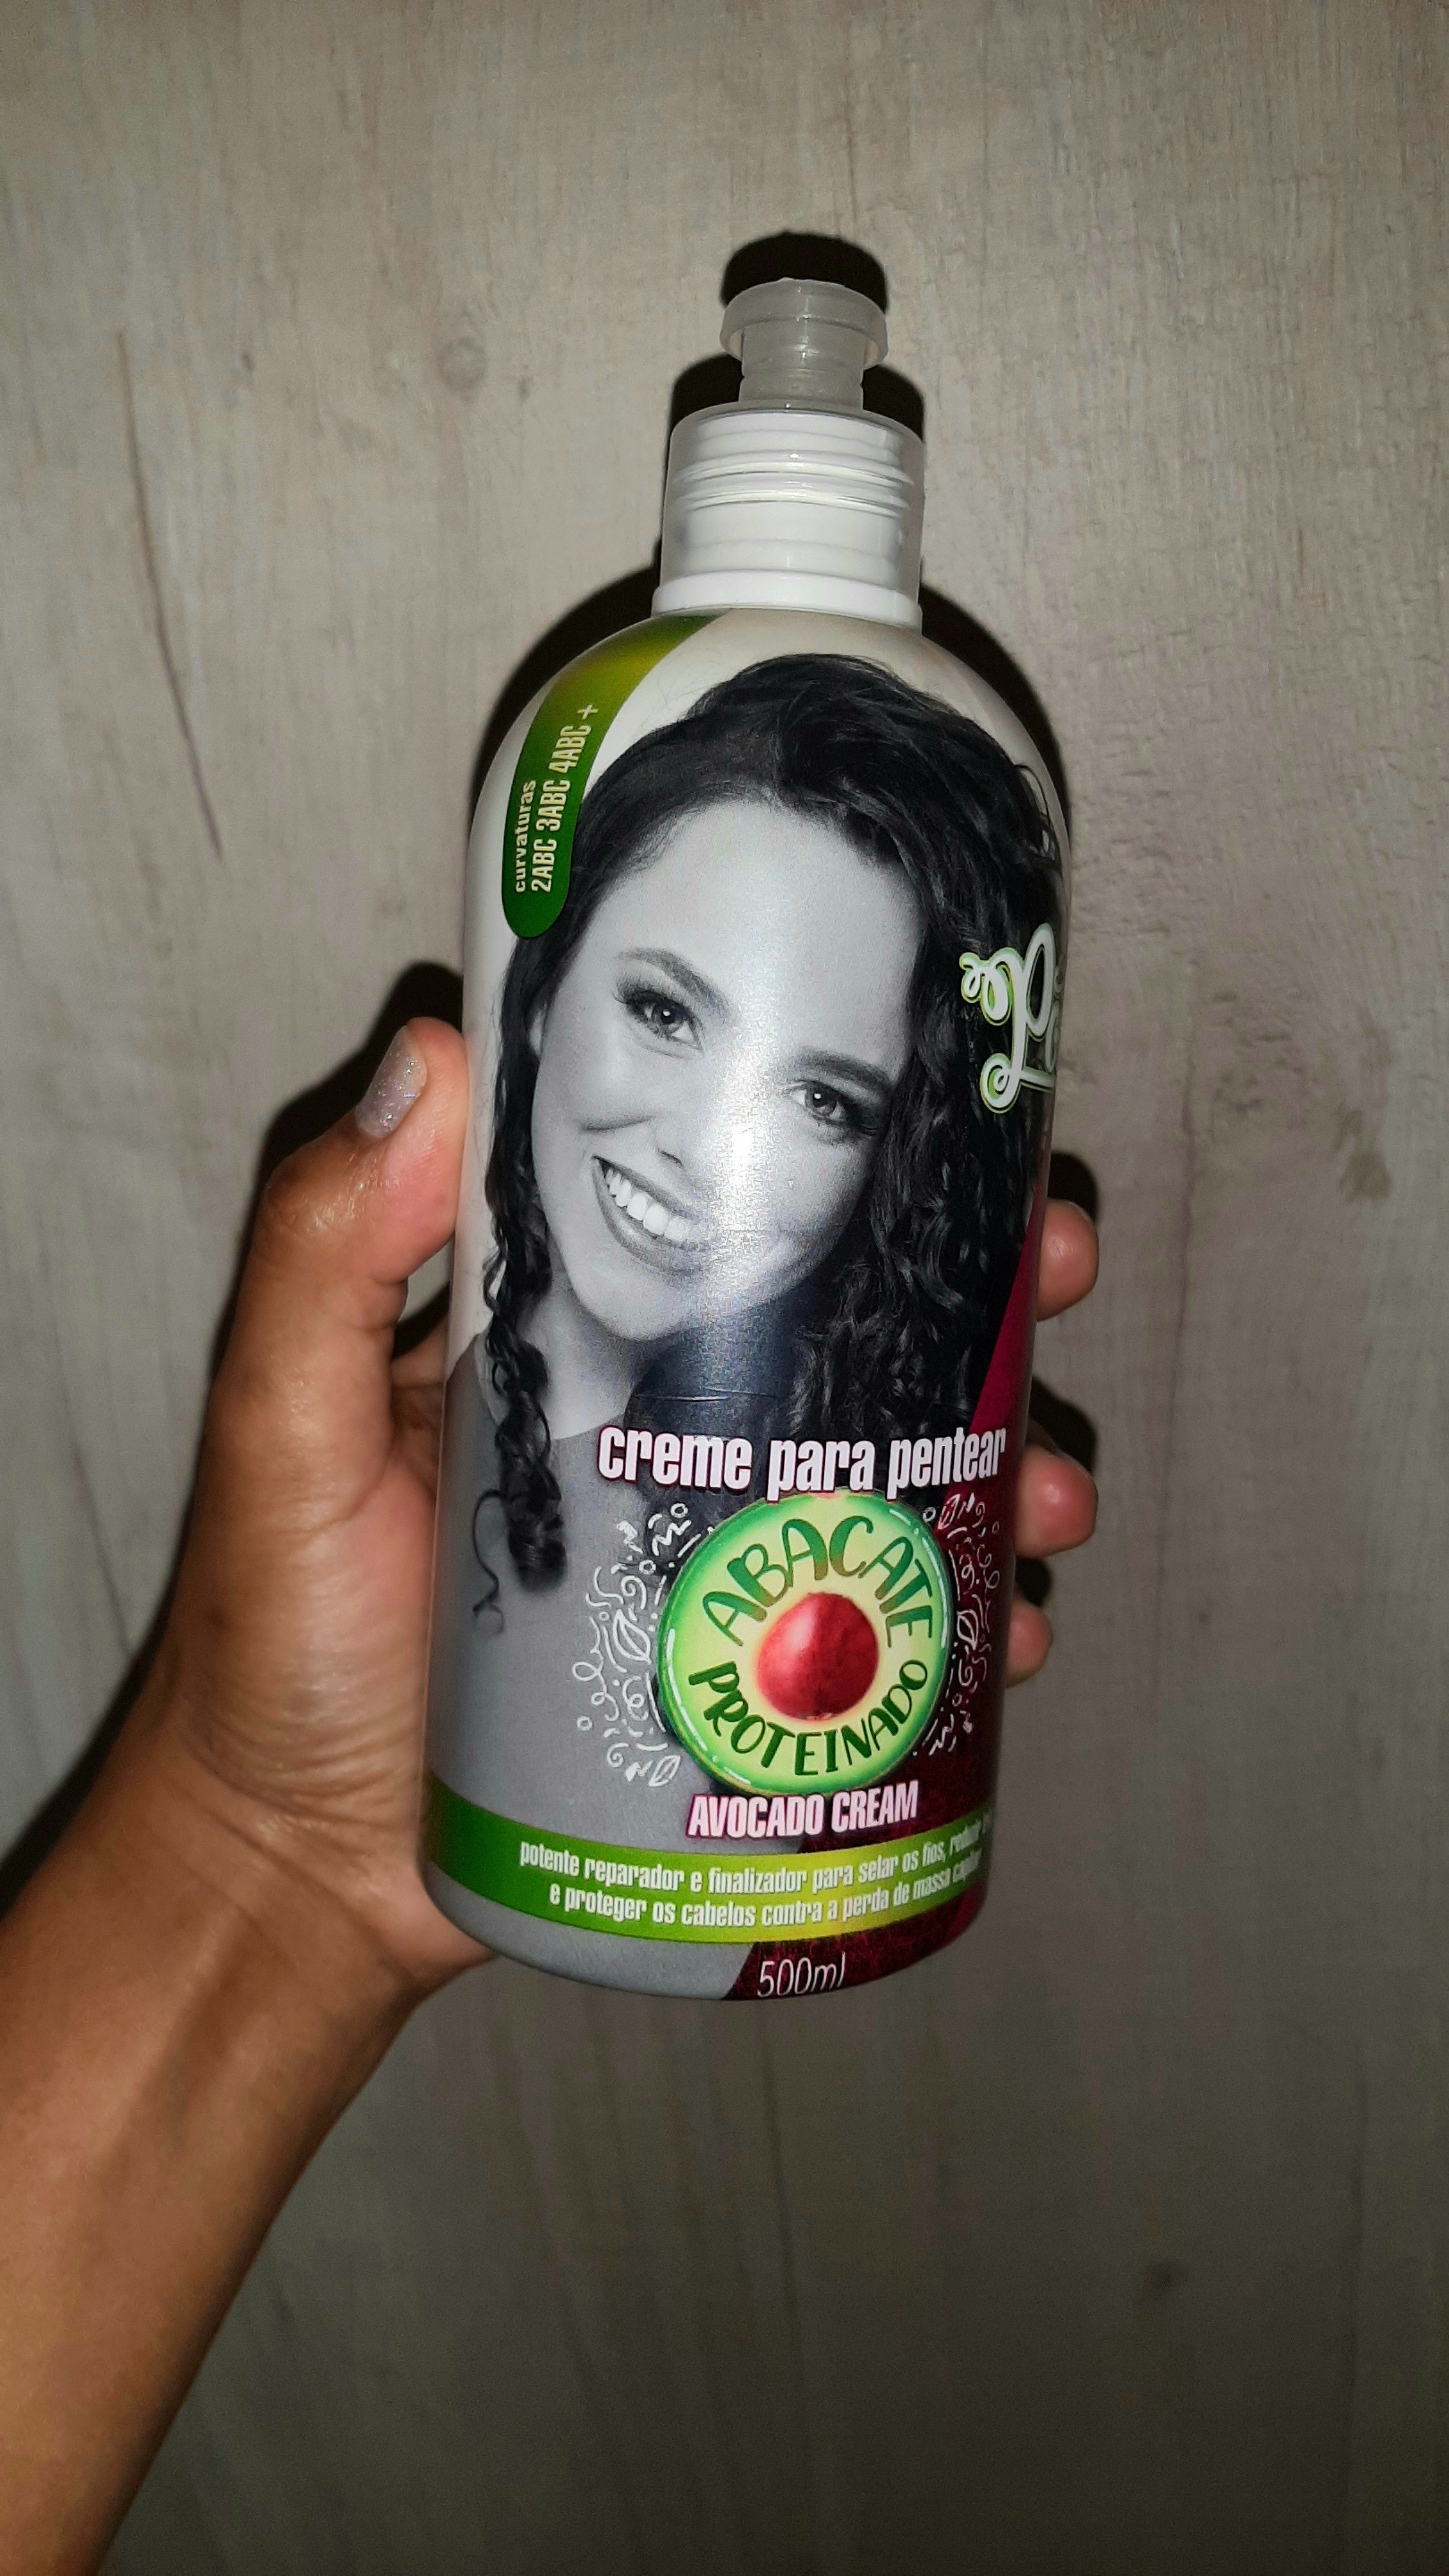 curvaturas
2ABC 3ABC 4ABC +
creme para pentear
ABACATE
PROTEINADO
AVOCADO CREAM
potente reparador e finalizador para selar os fios,
e proteger os cabelos contra a perda de massa
500ml